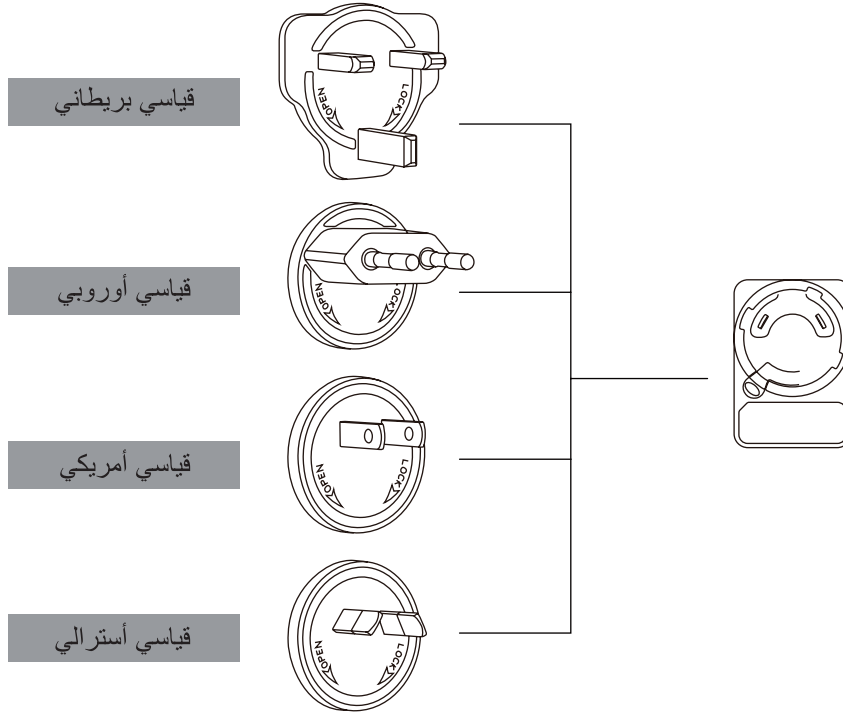 قياسي بريطاني
OPEN
LOCK
قياسي أوروبي
OPEN
LOCK
قياسي أمريكي
OPEN
LOCK
قياسي أسترالي
OPEN
LOCK